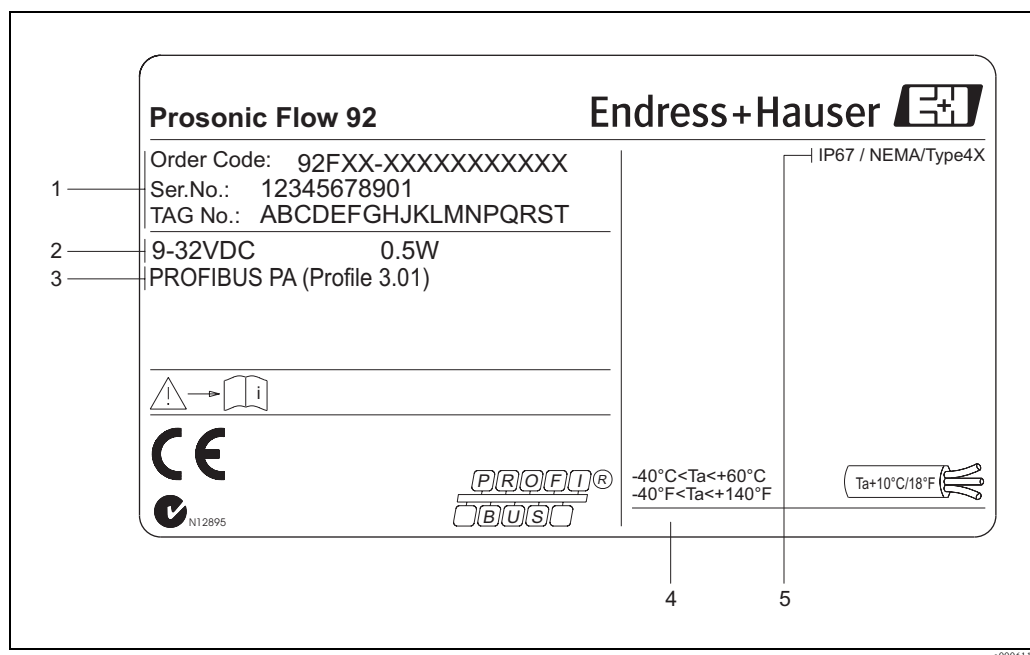 Prosonic Flow 92
Endress+Hauser EH
Order Code: 92FXX-XXXXXXXXXXX
Ser.No.: 12345678901
TAG No.: ABCDEFGHJKLMNPQRST
IP67 / NEMA/Type4X
1
9-32VDC 0.5W
2
PROFIBUS PA (Profile 3.01)
3
i
CE
N12895
PROFI®
BUS
-40°C<Ta<+60°C
-40°F<Ta<+140°F
Ta+10°C/18°F
4
5